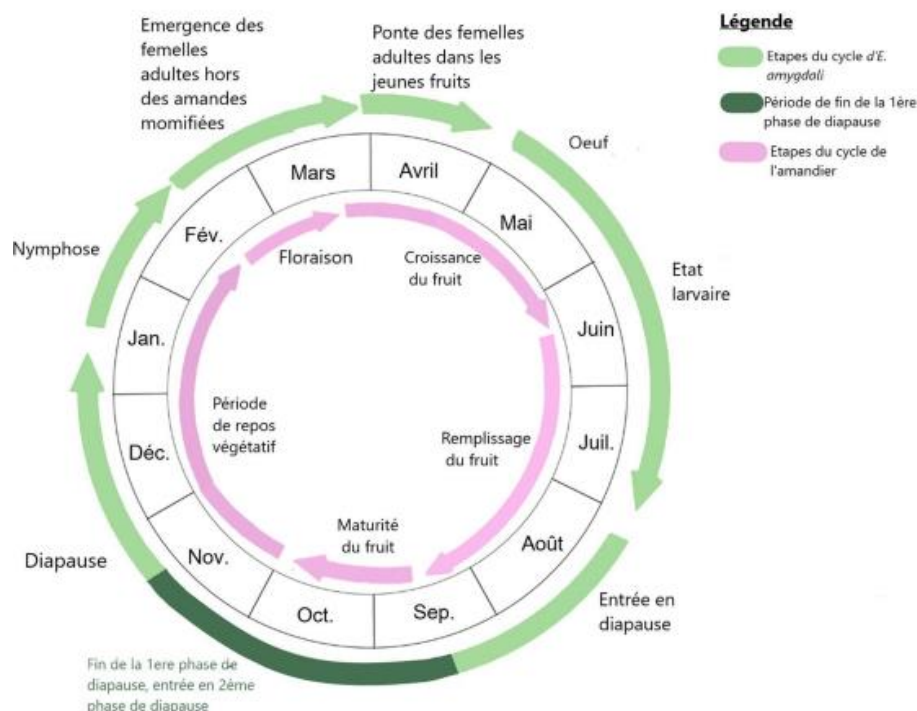 Emergence des
femelles
adultes hors
des amandes
momifiées
Ponte des femelles
adultes dans les
jeunes fruits
Légende
Etapes du cycle d'E.
amygdali
Période de fin de la 1ère
phase de diapause
Etapes du cycle de
l'amandier
Oeuf
Mars
Avril
Fév.
Mai
Nymphose
Floraison
Croissance
du fruit
Etat
larvaire
Jan.
Juin
Période
de repos
végétatif
Remplissage
du fruit
Déc.
Juil.
Maturité
du fruit
Août
Diapause
Nov.
Oct.
Sep.
Entrée en
diapause
Fin de la 1ere phase de
diapause, entrée en 2ème
phase de diapause